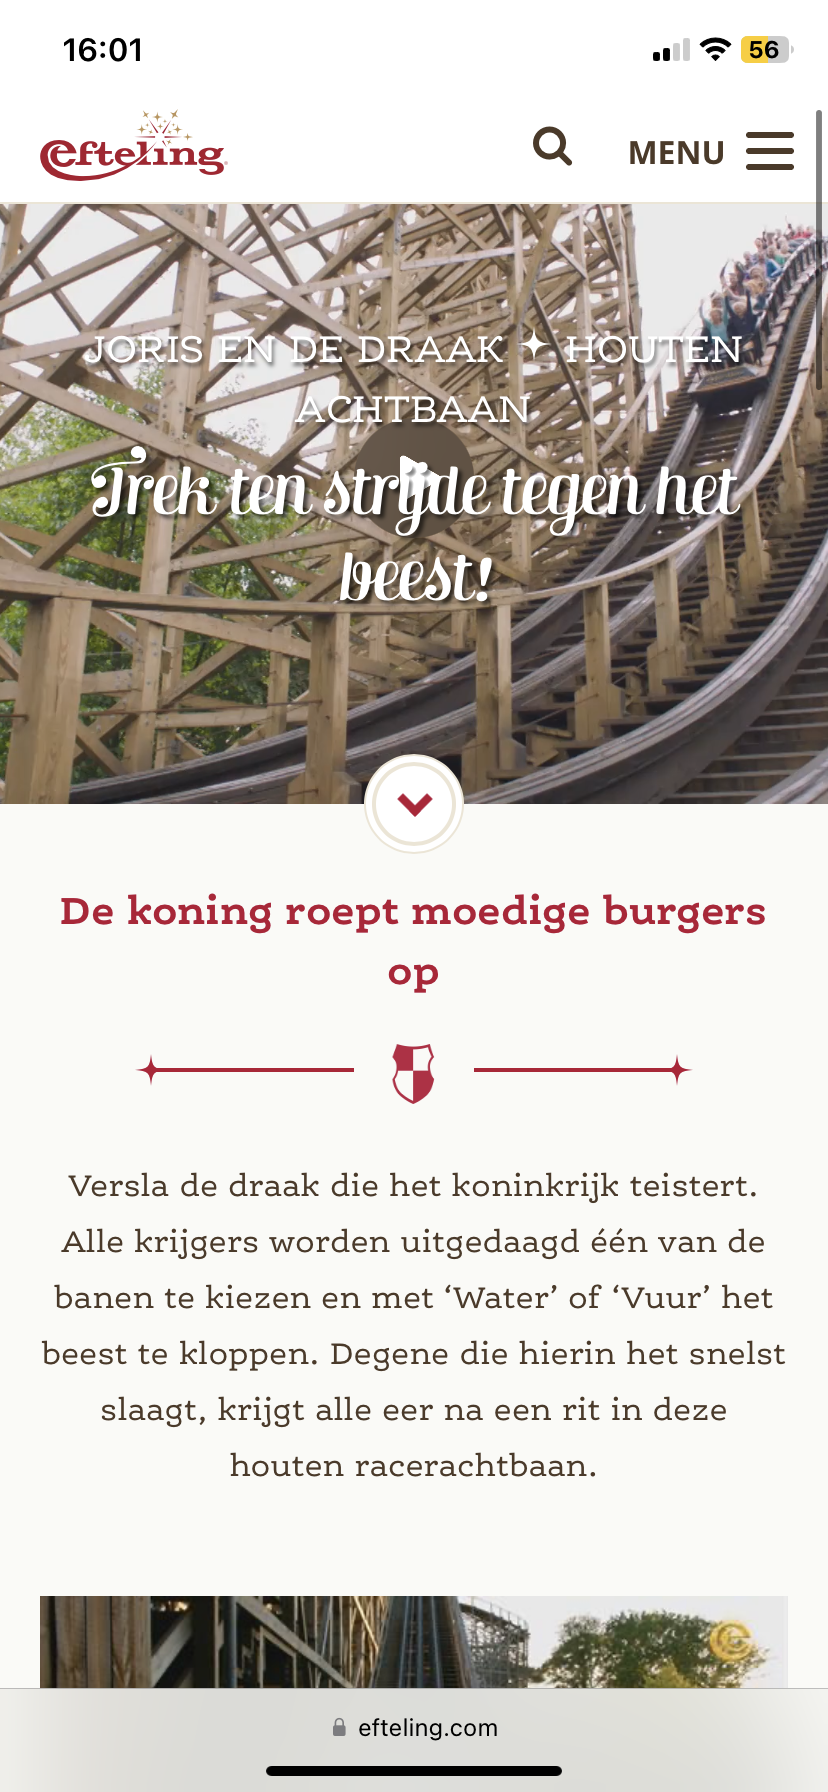 16:01
56
efteling
MENU
JORIS EN DE DRAAK ✦ HOUTEN
ACHTBAAN
Trek ten strijde tegen het
beest!
De koning roept moedige burgers
op
Versla de draak die het koninkrijk teistert.
Alle krijgers worden uitgedaagd één van de
banen te kiezen en met ‘Water’ of ‘Vuur’ het
beest te kloppen. Degene die hierin het snelst
slaagt, krijgt alle eer na een rit in deze
houten racerachtbaan.
efteling.com